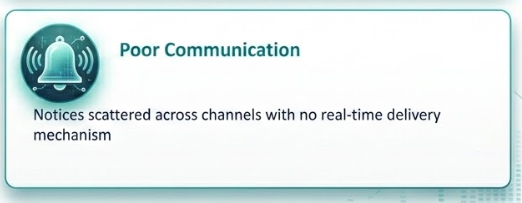 Poor Communication
Notices scattered across channels with no real-time delivery
mechanism